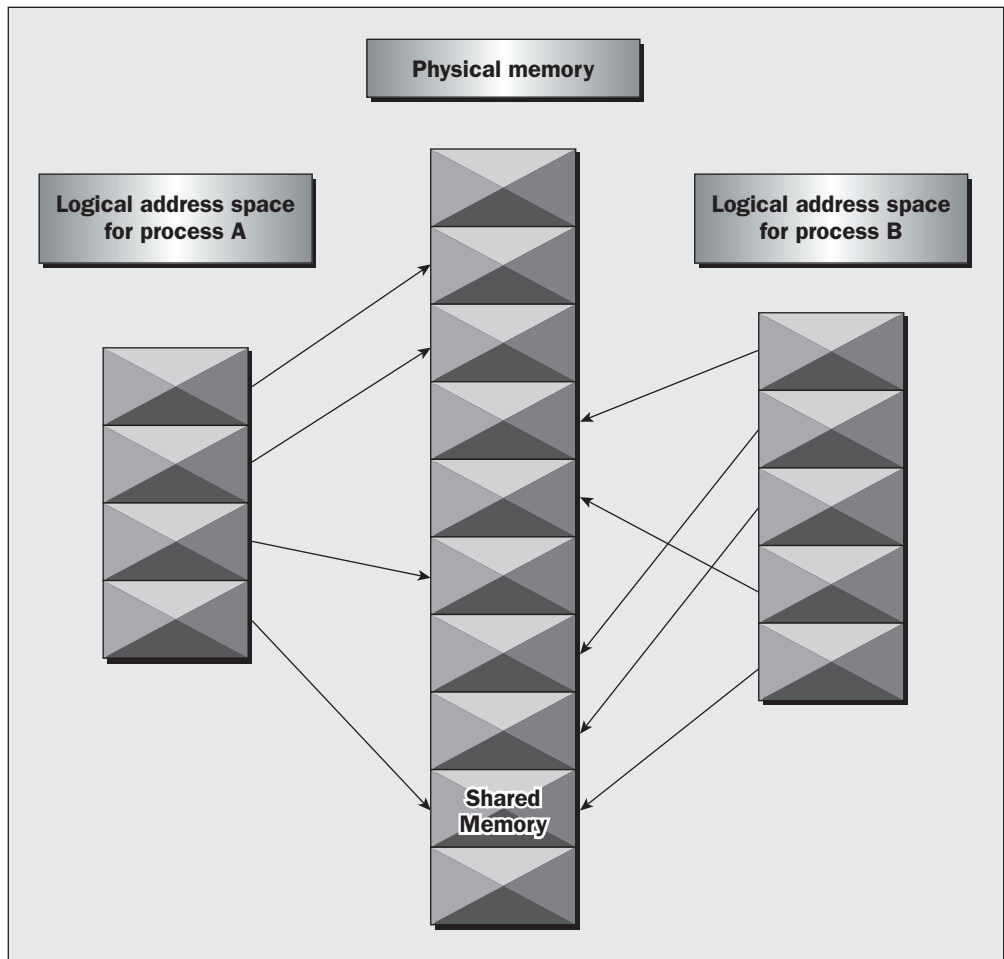 Physical memory
Logical address space
for process A
Logical address space
for process B
Shared
Memory